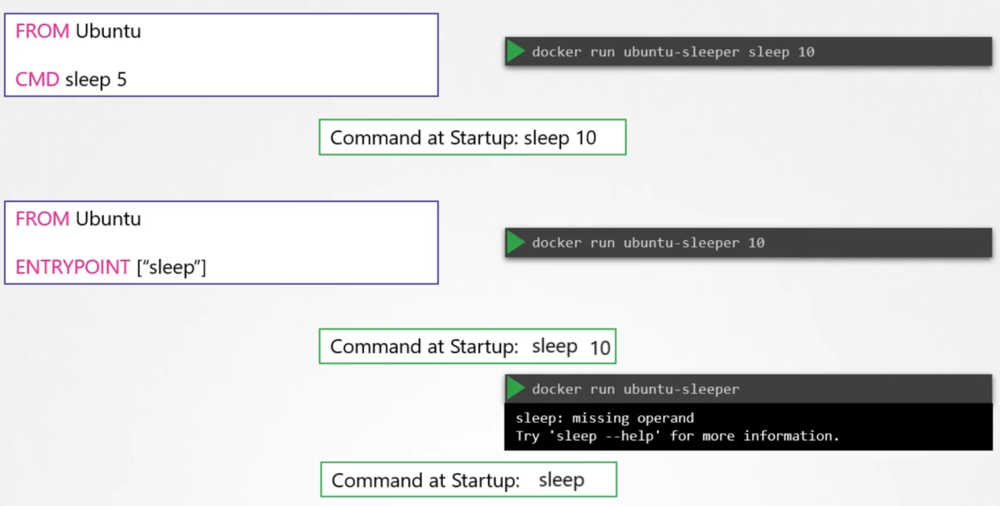 FROM Ubuntu
CMD sleep 5
docker run ubuntu-sleeper sleep 10
Command at Startup: sleep 10
FROM Ubuntu
ENTRYPOINT [“sleep”]
docker run ubuntu-sleeper 10
Command at Startup: sleep 10
docker run ubuntu-sleeper
sleep: missing operand
Try 'sleep --help' for more information.
Command at Startup: sleep